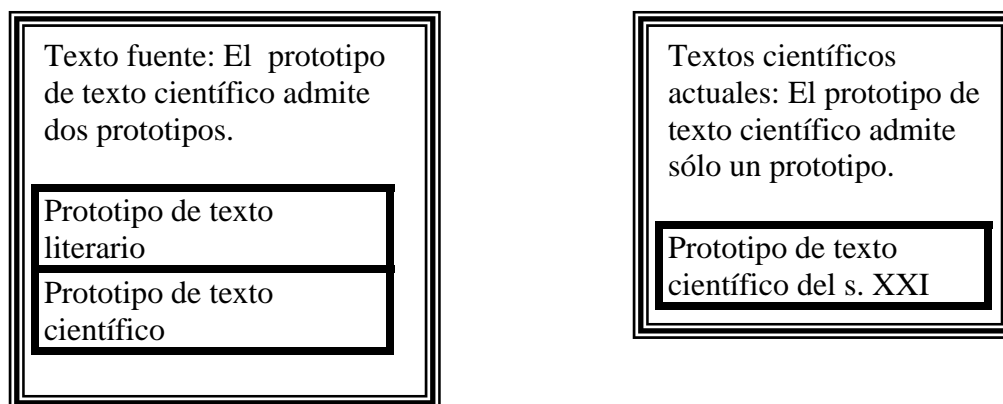 Texto fuente: El prototipo
de texto científico admite
dos prototipos.
Prototipo de texto
literario
Prototipo de texto
científico
Textos científicos
actuales: El prototipo de
texto científico admite
sólo un prototipo.
Prototipo de texto
científico del s. XXI